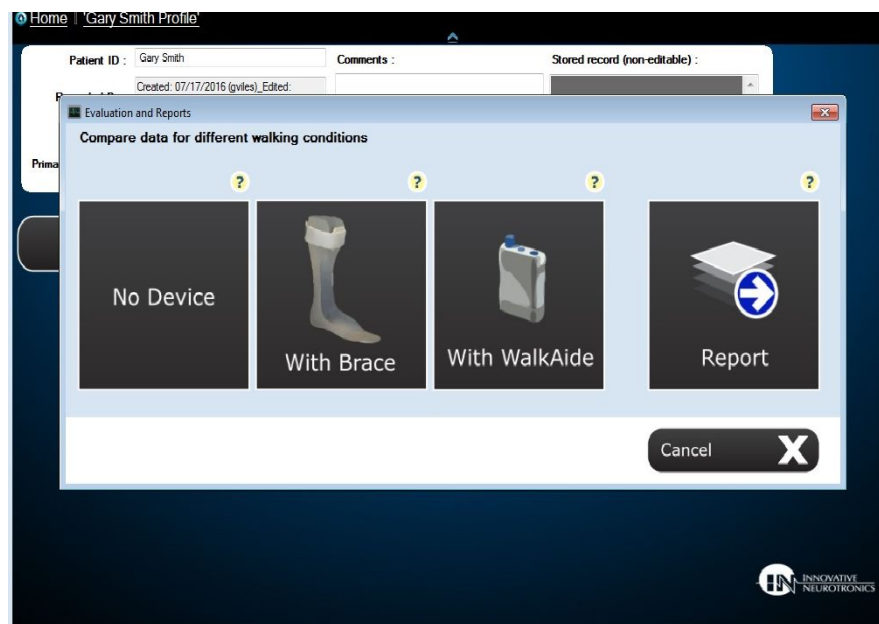 Home | 'Gary Smith Profile'
Patient ID : Gary Smith Comments : Stored record (non-editable) :
Created: 07/17/2016 (gviles)_Edited:
Evaluation and Reports
Compare data for different walking conditions
Prima
? ? ? ?
No Device With Brace With WalkAide Report
Cancel X
IN INNOVATIVE
NEUROTRONICS